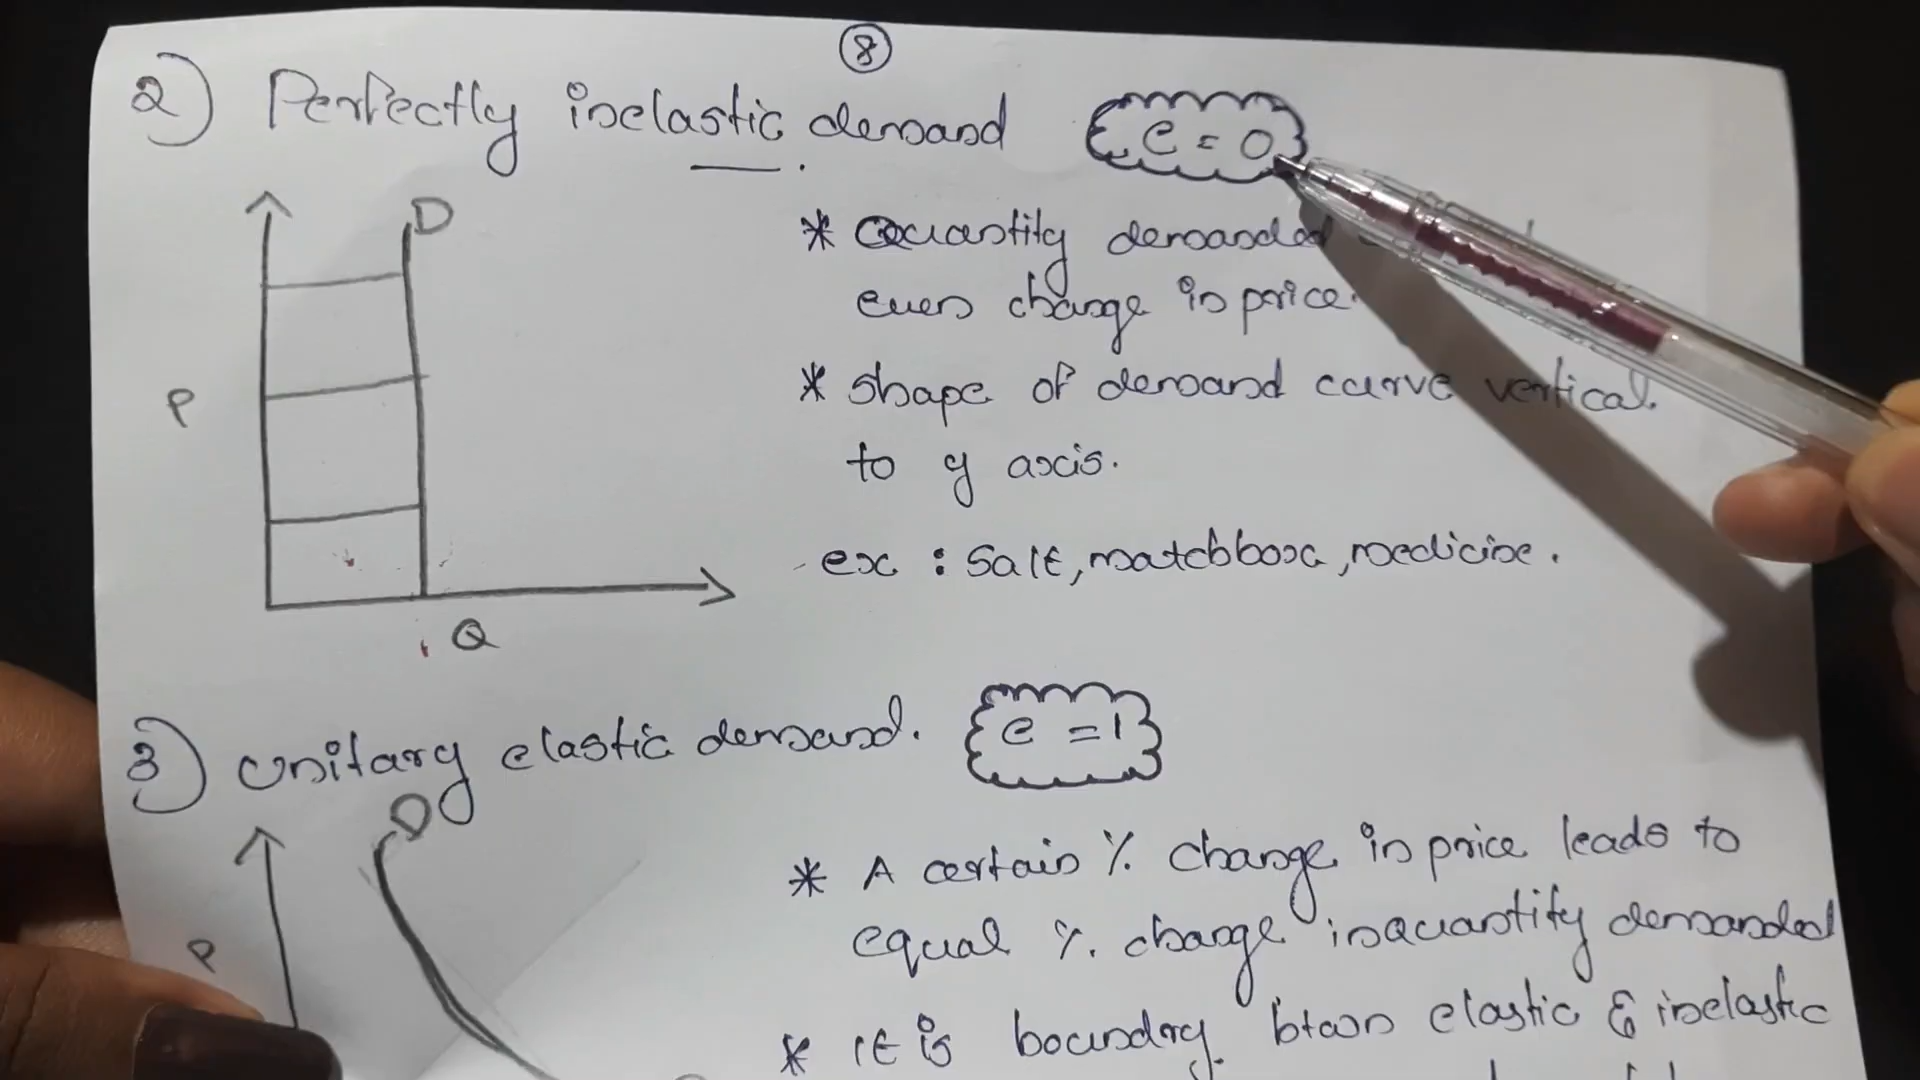 8
2) Perfectly inelastic demand
e = 0
D
P
Q
* Quantity demanded
even change in price.
* shape of demand curve vertical
to y axis.
ex : Salt, matchbox, medicine.
3) Unitary elastic demand.
e = 1
D
P
* A certain % change in price leads to
equal % change in quantity demanded
* It is boundry btwn elastic & inelastic